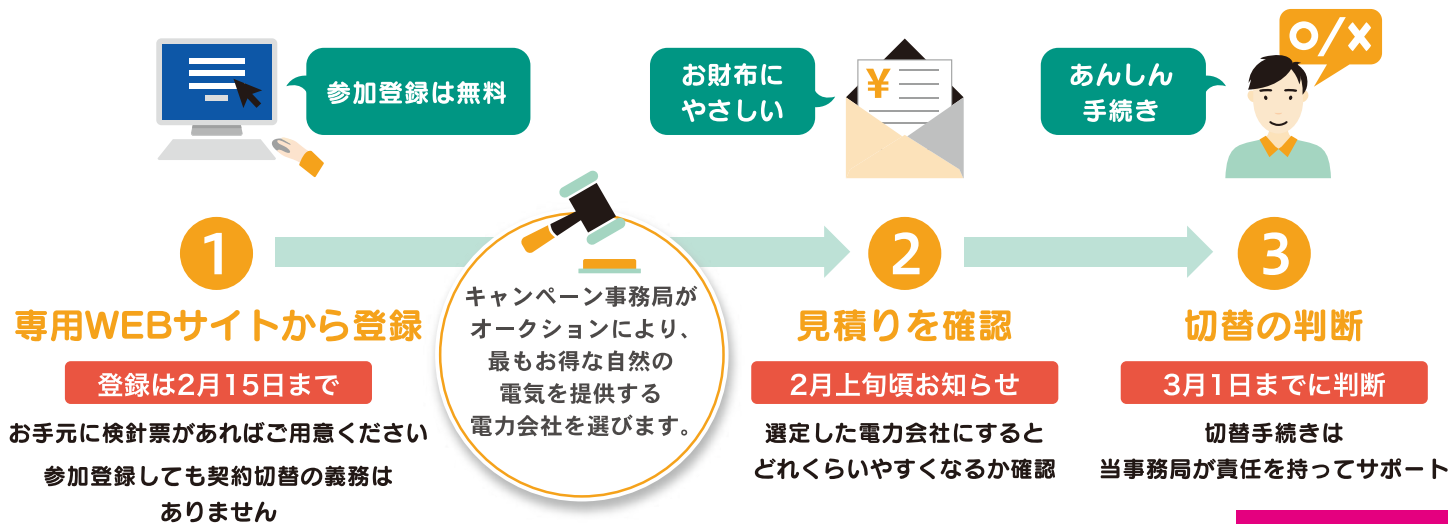 参加登録は無料
お財布に
やさしい
¥
あんしん
手続き
○/×
1
専用WEBサイトから登録
登録は2月15日まで
お手元に検針票があればご用意ください
参加登録しても契約切替の義務は
ありません
キャンペーン事務局が
オークションにより、
最もお得な自然の
電気を提供する
電力会社を選びます。
2
見積りを確認
2月上旬頃お知らせ
選定した電力会社にすると
どれくらいやすくなるか確認
3
切替の判断
3月1日までに判断
切替手続きは
当事務局が責任を持ってサポート